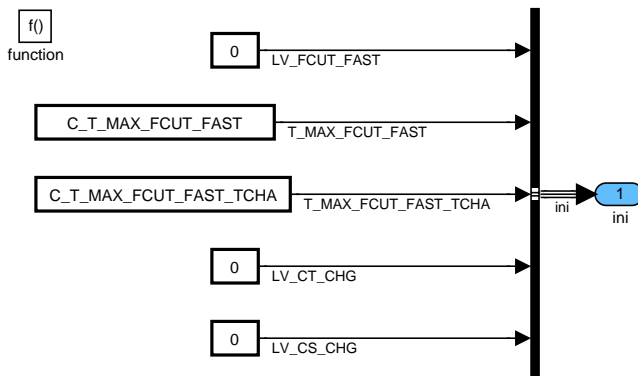 f()
function
0
LV_FCUT_FAST
C_T_MAX_FCUT_FAST
T_MAX_FCUT_FAST
C_T_MAX_FCUT_FAST_TCHA
T_MAX_FCUT_FAST_TCHA
ini
1
ini
0
LV_CT_CHG
0
LV_CS_CHG